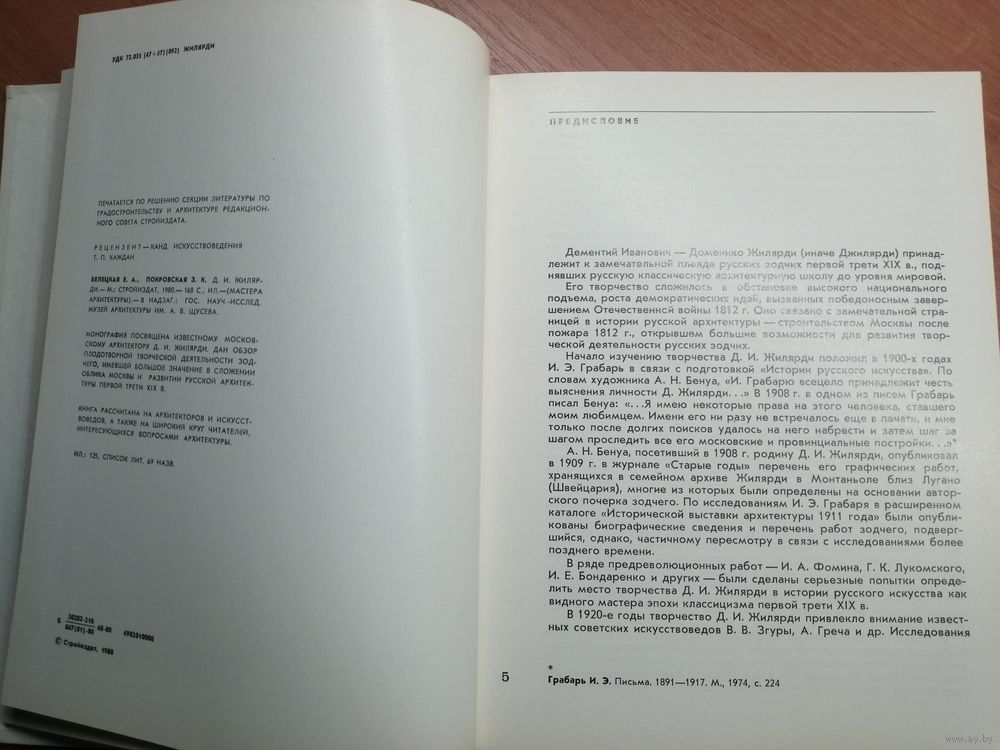 УДК 72.035 (47+57) (092) ЖИЛЯРДИ
ПЕЧАТАЕТСЯ ПО РЕШЕНИЮ СЕКЦИИ ЛИТЕРАТУРЫ ПО
ГРАДОСТРОИТЕЛЬСТВУ И АРХИТЕКТУРЕ РЕДАКЦИОН-
НОГО СОВЕТА СТРОЙИЗДАТА.
РЕЦЕНЗЕНТ — КАНД. ИСКУССТВОВЕДЕНИЯ
Т. П. КАЖДАН
БЕЛЕЦКАЯ Е. А., ПОКРОВСКАЯ З. К. Д. И. ЖИЛЯР-
ДИ.— М.: СТРОЙИЗДАТ, 1980.— 168 С., ИЛ.—(МАСТЕРА
АРХИТЕКТУРЫ).— В НАДЗАГ.: ГОС. НАУЧ-ИССЛЕД.
МУЗЕЙ АРХИТЕКТУРЫ ИМ. А. В. ЩУСЕВА.
МОНОГРАФИЯ ПОСВЯЩЕНА ИЗВЕСТНОМУ МОСКОВ-
СКОМУ АРХИТЕКТОРУ Д. И. ЖИЛЯРДИ. ДАН ОБЗОР
ПЛОДОТВОРНОЙ ТВОРЧЕСКОЙ ДЕЯТЕЛЬНОСТИ ЗОД-
ЧЕГО, ИМЕВШЕЙ БОЛЬШОЕ ЗНАЧЕНИЕ В СЛОЖЕНИИ
ОБЛИКА МОСКВЫ И РАЗВИТИИ РУССКОЙ АРХИТЕК-
ТУРЫ ПЕРВОЙ ТРЕТИ XIX В.
КНИГА РАССЧИТАНА НА АРХИТЕКТОРОВ И ИСКУССТ-
ВОВЕДОВ, А ТАКЖЕ НА ШИРОКИЙ КРУГ ЧИТАТЕЛЕЙ,
ИНТЕРЕСУЮЩИХСЯ ВОПРОСАМИ АРХИТЕКТУРЫ.
ИЛ.: 125, СПИСОК ЛИТ. 69 НАЗВ.
Б 30202-210 / 047(01)-80 48-80 4902010000
© Стройиздат, 1980
ПРЕДИСЛОВИЕ
Дементий Иванович — Доменико Жилярди (иначе Джилярди) принад-
лежит к замечательной плеяде русских зодчих первой трети XIX в., под-
нявших русскую классическую архитектурную школу до уровня мировой.
Его творчество сложилось в обстановке высокого национального
подъема, роста демократических идей, вызванных победоносным завер-
шением Отечественной войны 1812 г. Оно связано с замечательной стра-
ницей в истории русской архитектуры — строительством Москвы после
пожара 1812 г., открывшем большие возможности для развития твор-
ческой деятельности русских зодчих.
Начало изучению творчества Д. И. Жилярди положил в 1900-х годах
И. Э. Грабарь в связи с подготовкой «Истории русского искусства». По
словам художника А. Н. Бенуа, «И. Грабарю всецело принадлежит честь
выяснения личности Д. Жилярди. . .» В 1908 г. в одном из писем Грабарь
писал Бенуа: «. . .Я имею некоторые права на этого человека, ставшего
моим любимцем. Имени его ни разу не встречалось еще в печати, и мне
только после долгих поисков удалось на него набрести и затем шаг за
шагом проследить все его московские и провинциальные постройки. . .»*
А. Н. Бенуа, посетивший в 1908 г. родину Д. И. Жилярди, опубликовал
в 1909 г. в журнале «Старые годы» перечень его графических работ,
хранящихся в семейном архиве Жилярди в Монтаньоле близ Лугано
(Швейцария), многие из которых были определены на основании автор-
ского почерка зодчего. По исследованиям И. Э. Грабаря в расширенном
каталоге «Исторической выставки архитектуры 1911 года» были опубли-
кованы биографические сведения и перечень работ зодчего, подверг-
шийся, однако, частичному пересмотру в связи с исследованиями более
позднего времени.
В ряде предреволюционных работ — И. А. Фомина, Г. К. Лукомского,
И. Е. Бондаренко и других — были сделаны серьезные попытки опреде-
лить место творчества Д. И. Жилярди в истории русского искусства как
видного мастера эпохи классицизма первой трети XIX в.
В 1920-е годы творчество Д. И. Жилярди привлекло внимание извест-
ных советских искусствоведов В. В. Згуры, А. Греча и др. Исследования
*
5 Грабарь И. Э. Письма. 1891—1917. М., 1974, с. 224
www.ay.by